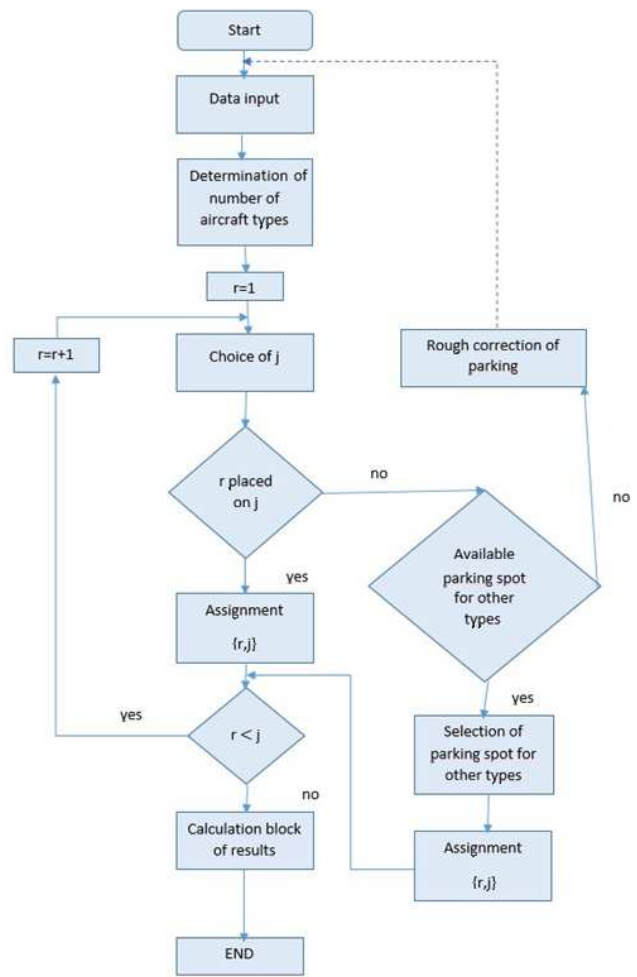 Start
Data input
Determination of
number of
aircraft types
r=1
r=r+1
Choice of j
Rough correction of
parking
r placed
on j
no
no
Available
parking spot
for other
types
yes
Assignment
{r,j}
yes
yes
r < j
Selection of
parking spot for
other types
no
Calculation block
of results
Assignment
{r,j}
END